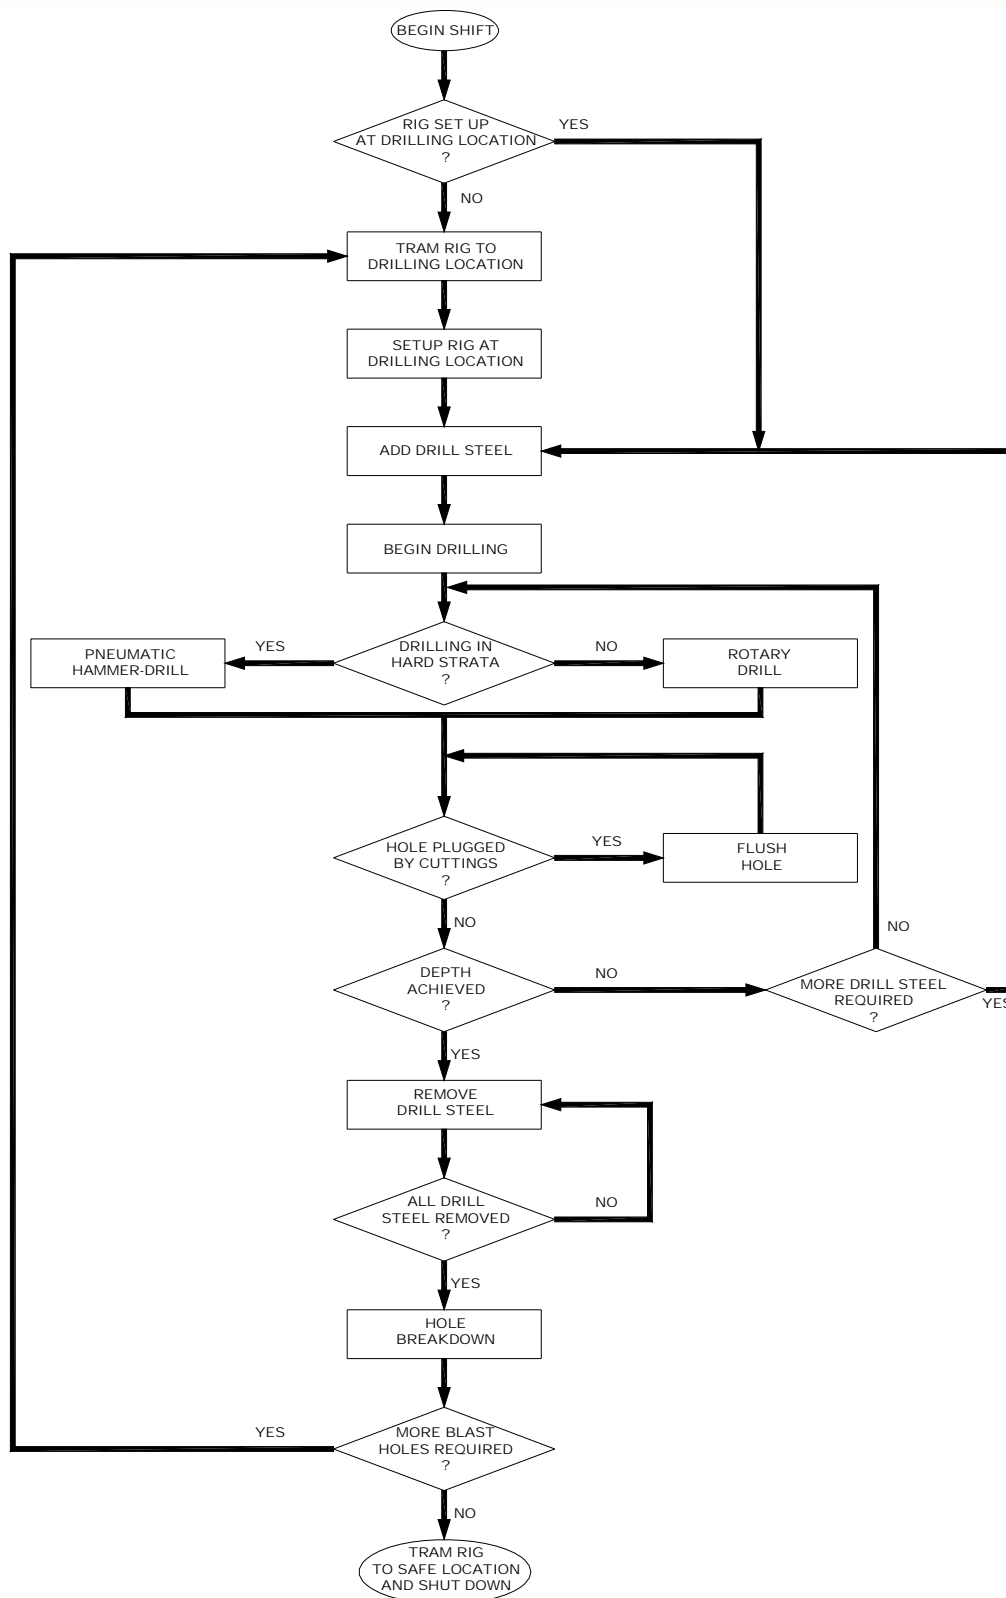 BEGIN SHIFT
RIG SET UP
AT DRILLING LOCATION
?
YES
NO
TRAM RIG TO
DRILLING LOCATION
SETUP RIG AT
DRILLING LOCATION
ADD DRILL STEEL
BEGIN DRILLING
PNEUMATIC
HAMMER-DRILL
YES
DRILLING IN
HARD STRATA
?
NO
ROTARY
DRILL
HOLE PLUGGED
BY CUTTINGS
?
YES
FLUSH
HOLE
NO
DEPTH
ACHIEVED
?
NO
NO
MORE DRILL STEEL
REQUIRED
?
YES
YES
REMOVE
DRILL STEEL
ALL DRILL
STEEL REMOVED
?
NO
YES
HOLE
BREAKDOWN
YES
MORE BLAST
HOLES REQUIRED
?
NO
TRAM RIG
TO SAFE LOCATION
AND SHUT DOWN